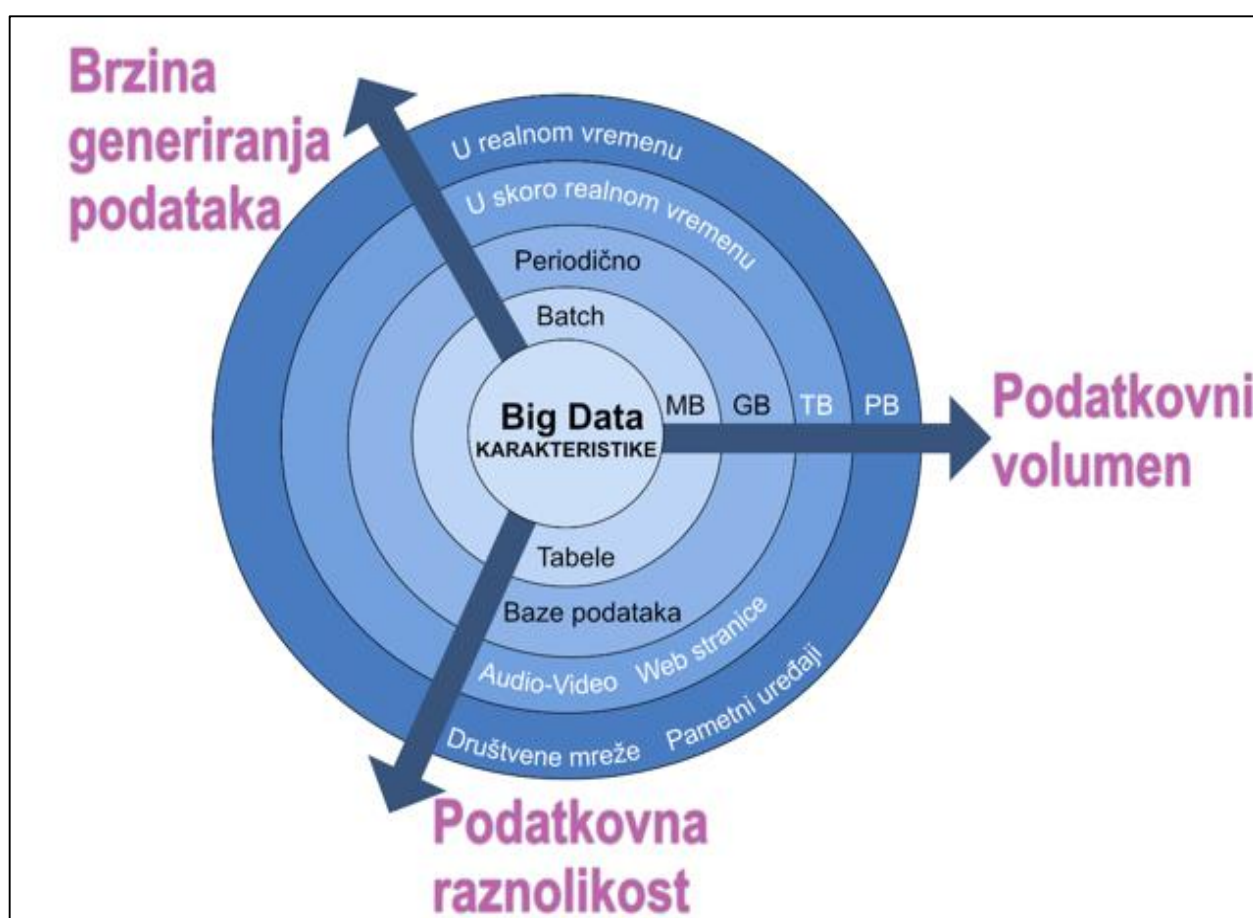 Brzina
generiranja
podataka
U realnom vremenu
U skoro realnom vremenu
Periodično
Batch
Big Data
KARAKTERISTIKE
MB GB TB PB
Podatkovni
volumen
Tabele
Baze podataka
Audio-Video Web stranice
Društvene mreže Pametni uređaji
Podatkovna
raznolikost